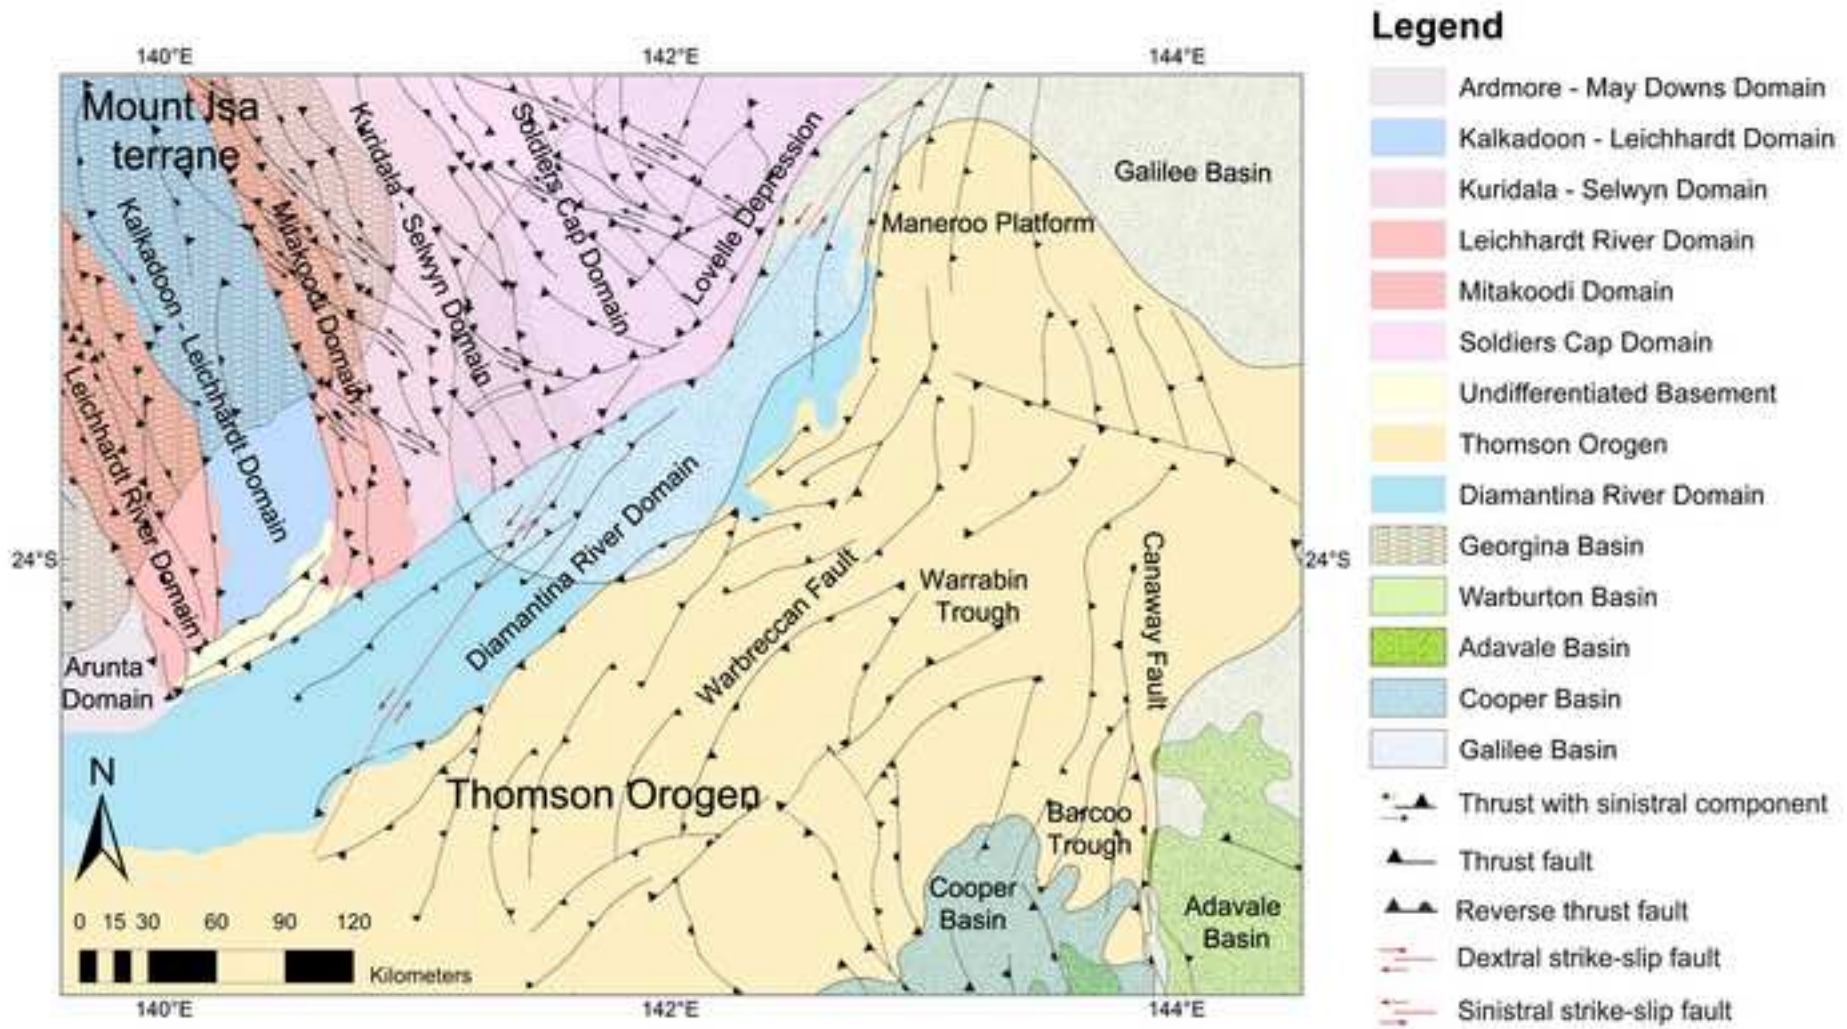 Legend
140°E
142°E
144°E
Mount Isa
terrane
Kuridala - Selwyn Domain
Soldiers Cap Domain
Lovelle Depression
Galilee Basin
Maneroo Platform
Kalkadoon - Leichhardt Domain
Mitakoodi Domain
Leichhardt River Domain
24°S
24°S
Diamantina River Domain
Warbreccan Fault
Warrabin
Trough
Canaway Fault
Arunta
Domain
N
Thomson Orogen
Barcoo
Trough
Cooper
Basin
Adavale
Basin
0 15 30 60 90 120
Kilometers
140°E
142°E
144°E
Ardmore - May Downs Domain
Kalkadoon - Leichhardt Domain
Kuridala - Selwyn Domain
Leichhardt River Domain
Mitakoodi Domain
Soldiers Cap Domain
Undifferentiated Basement
Thomson Orogen
Diamantina River Domain
Georgina Basin
Warburton Basin
Adavale Basin
Cooper Basin
Galilee Basin
Thrust with sinistral component
Thrust fault
Reverse thrust fault
Dextral strike-slip fault
Sinistral strike-slip fault